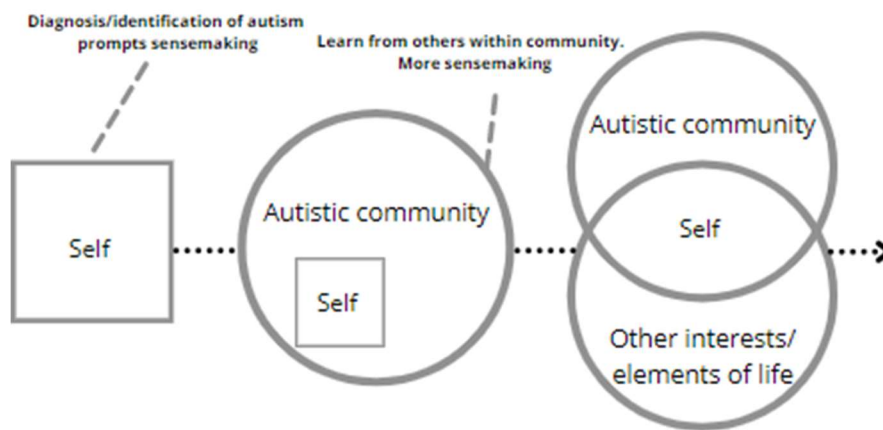 Diagnosis/identification of autism
prompts sensemaking
Learn from others within community.
More sensemaking
Self
Autistic community
Self
Autistic community
Self
Other interests/
elements of life